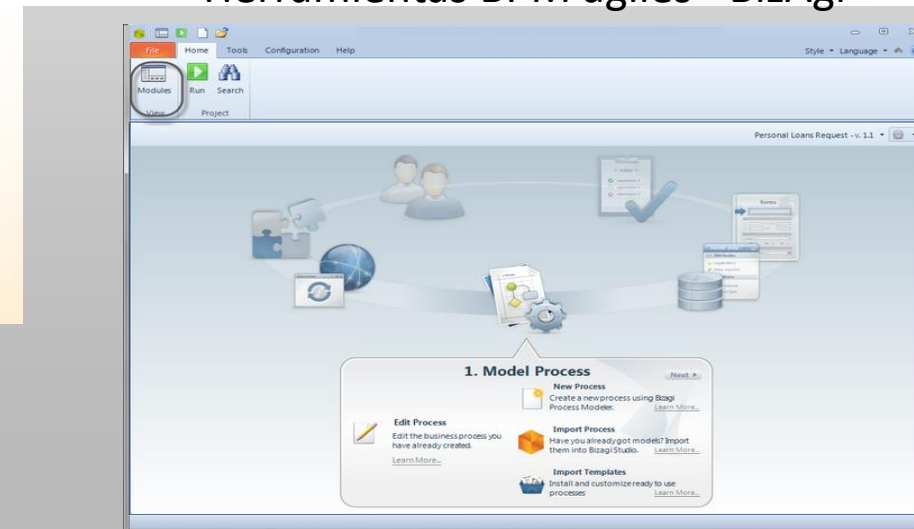 Herramientas BPM ágiles - BizAgi
File Home Tools Configuration Help
Style Language
Modules Run Search
View Project
Personal Loans Request - v. 1.1
1. Model Process
Next
New Process
Create a new process using Bizagi
Process Modeler. Learn More...
Edit Process
Edit the business process you
have already created.
Learn More...
Import Process
Have you already got models? Import
them into Bizagi Studio. Learn More...
Import Templates
Install and customize ready to use
processes Learn More...